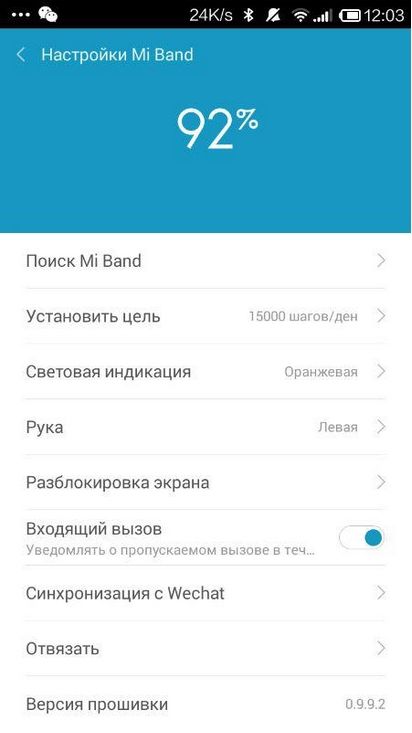 24K/s 12:03
Настройки Mi Band
92%
Поиск Mi Band
Установить цель 15000 шагов/ден
Световая индикация Оранжевая
Рука Левая
Разблокировка экрана
Входящий вызов
Уведомлять о пропускаемом вызове в теч...
Синхронизация с Wechat
Отвязать
Версия прошивки 0.9.9.2